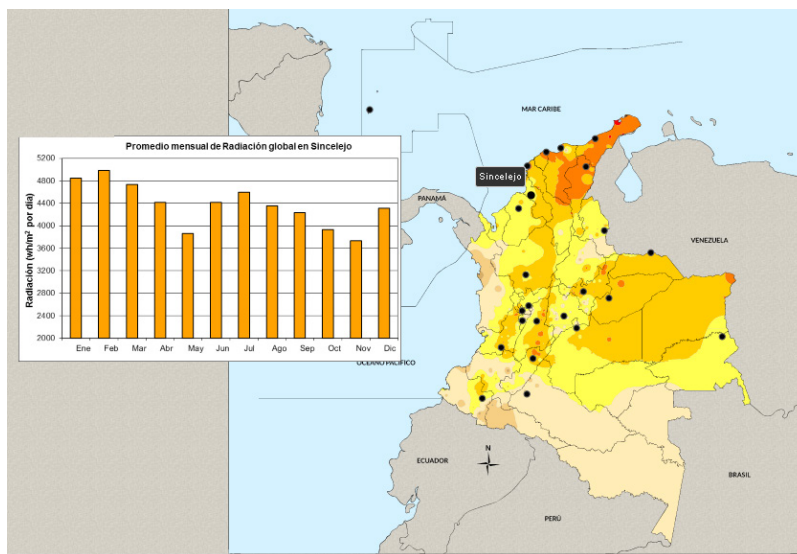 MAR CARIBE
Promedio mensual de Radiación global en Sincelejo
Radiación (wh/m² por día)
5200
4800
4400
4000
3600
3200
2800
2400
2000
Ene Feb Mar Abr May Jun Jul Ago Sep Oct Nov Dic
Sincelejo
PANAMÁ
VENEZUELA
OCÉANO PACÍFICO
ECUADOR
N
BRASIL
PERÚ